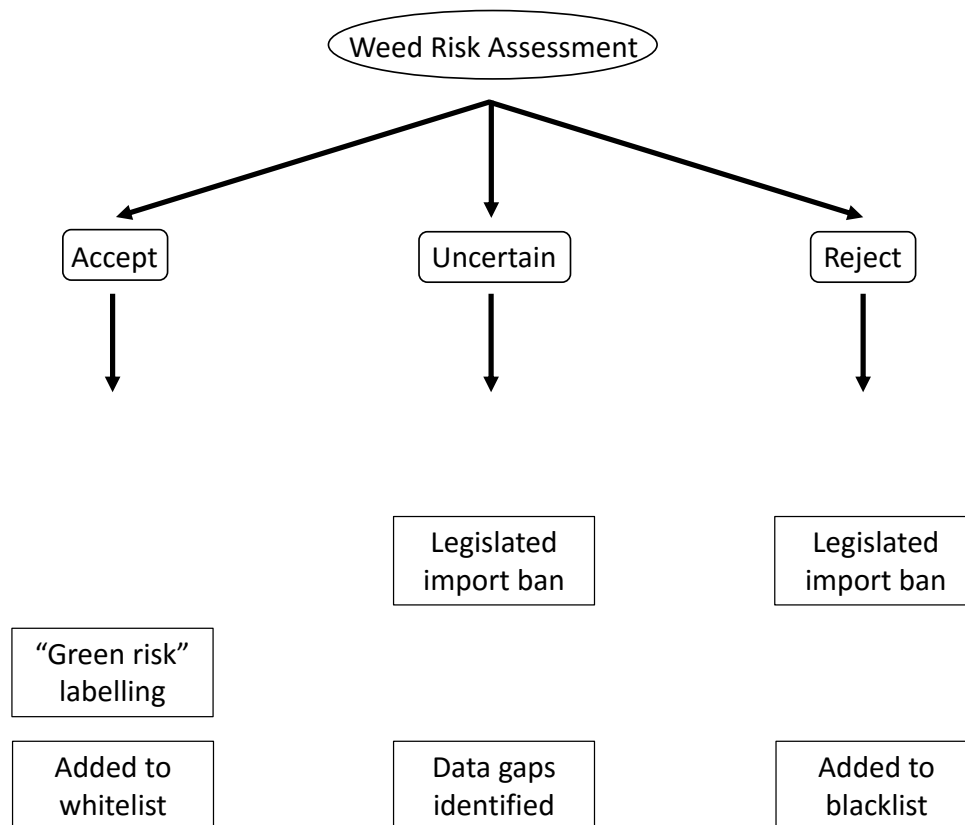 Weed Risk Assessment
Accept
Uncertain
Reject
Legislated
import ban
Legislated
import ban
“Green risk”
labelling
Added to
whitelist
Data gaps
identified
Added to
blacklist